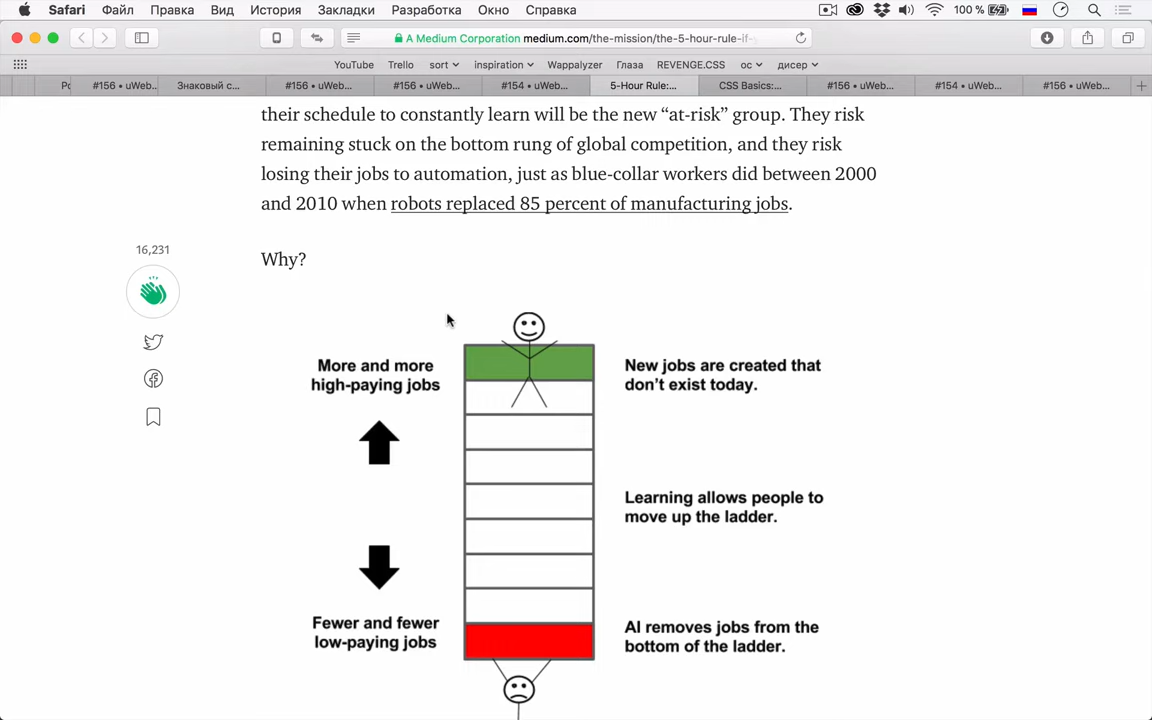 Safari Файл Правка Вид История Закладки Разработка Окно Справка 100 %
A Medium Corporation medium.com/the-mission/the-5-hour-rule-if-
YouTube Trello sort inspiration Wappalyzer Глаза REVENGE.CSS ос дисер
#156 • uWeb... Знаковый с... #156 • uWeb... #156 • uWeb... #154 • uWeb... 5-Hour Rule:... CSS Basics:... #156 • uWeb... #154 • uWeb... #156 • uWeb...
their schedule to constantly learn will be the new “at-risk” group. They risk
remaining stuck on the bottom rung of global competition, and they risk
losing their jobs to automation, just as blue-collar workers did between 2000
and 2010 when robots replaced 85 percent of manufacturing jobs.
16,231
Why?
More and more
high-paying jobs
New jobs are created that
don’t exist today.
Learning allows people to
move up the ladder.
Fewer and fewer
low-paying jobs
AI removes jobs from the
bottom of the ladder.